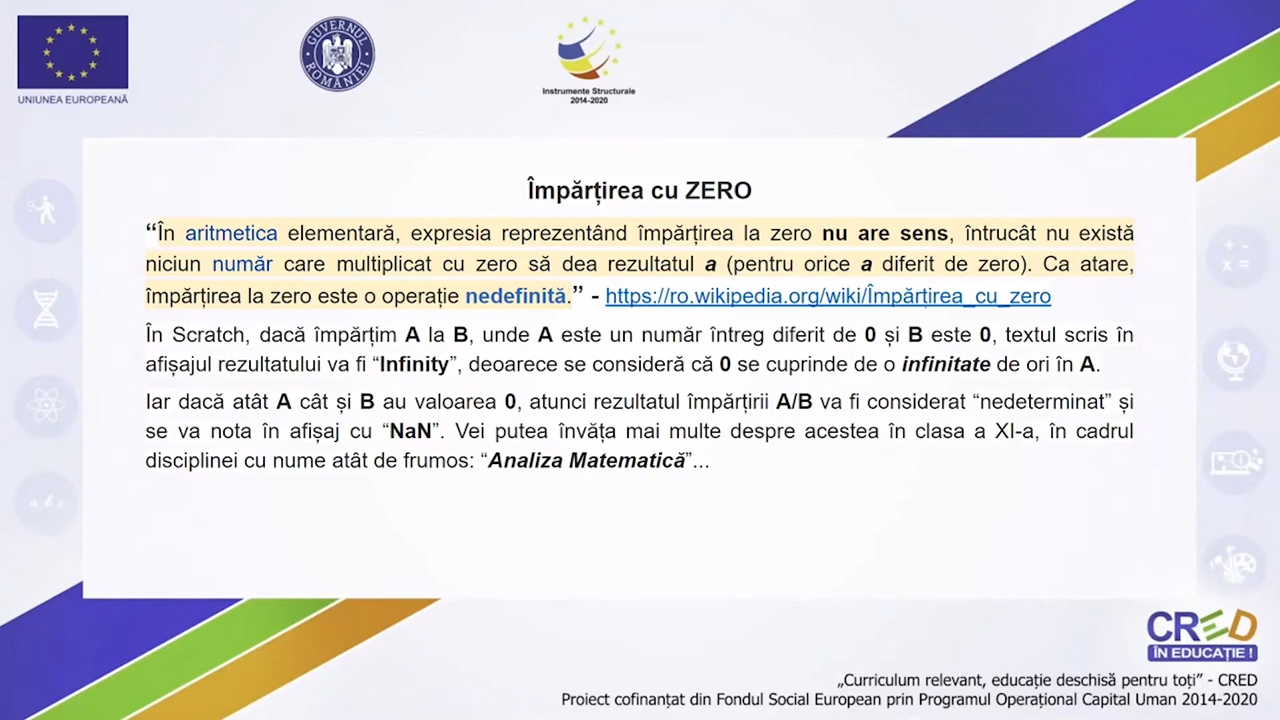 UNIUNEA EUROPEANĂ
GUVERNUL ROMÂNIEI
Instrumente Structurale
2014-2020
Împărțirea cu ZERO
“În aritmetica elementară, expresia reprezentând împărțirea la zero nu are sens, întrucât nu există
niciun număr care multiplicat cu zero să dea rezultatul a (pentru orice a diferit de zero). Ca atare,
împărțirea la zero este o operație nedefinită.” - https://ro.wikipedia.org/wiki/Împărțirea_cu_zero
În Scratch, dacă împărțim A la B, unde A este un număr întreg diferit de 0 și B este 0, textul scris în
afișajul rezultatului va fi “Infinity”, deoarece se consideră că 0 se cuprinde de o infinitate de ori în A.
Iar dacă atât A cât și B au valoarea 0, atunci rezultatul împărțirii A/B va fi considerat “nedeterminat” și
se va nota în afișaj cu “NaN”. Vei putea învăța mai multe despre acestea în clasa a XI-a, în cadrul
disciplinei cu nume atât de frumos: “Analiza Matematică”...
a b c
+ -
x =
CRED
ÎN EDUCAȚIE !
„Curriculum relevant, educație deschisă pentru toți” - CRED
Proiect cofinanțat din Fondul Social European prin Programul Operațional Capital Uman 2014-2020